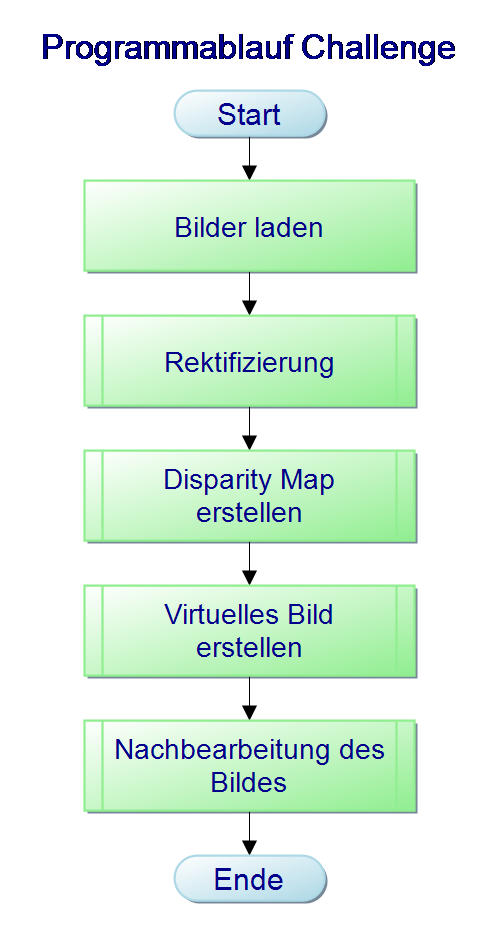 Programmablauf Challenge
Start
Bilder laden
Rektifizierung
Disparity Map
erstellen
Virtuelles Bild
erstellen
Nachbearbeitung des
Bildes
Ende